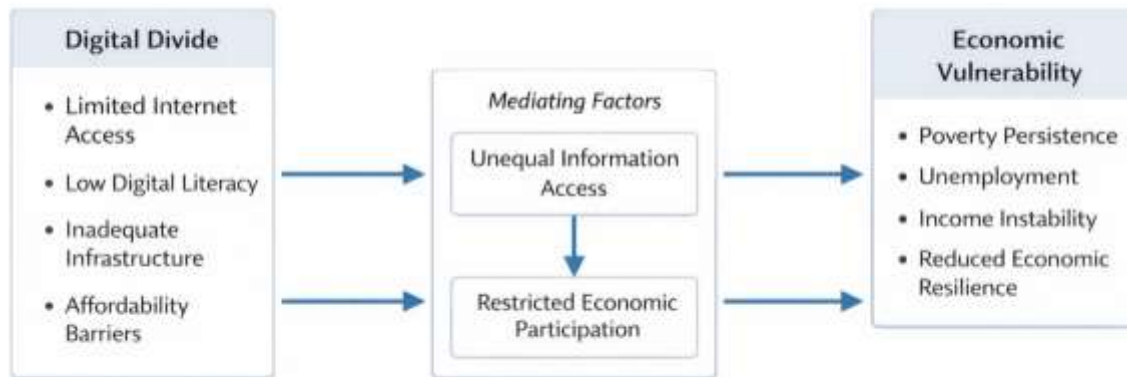 Digital Divide
• Limited Internet
Access
• Low Digital Literacy
• Inadequate
Infrastructure
• Affordability
Barriers
Mediating Factors
Unequal Information
Access
Restricted Economic
Participation
Economic
Vulnerability
• Poverty Persistence
• Unemployment
• Income Instability
• Reduced Economic
Resilience